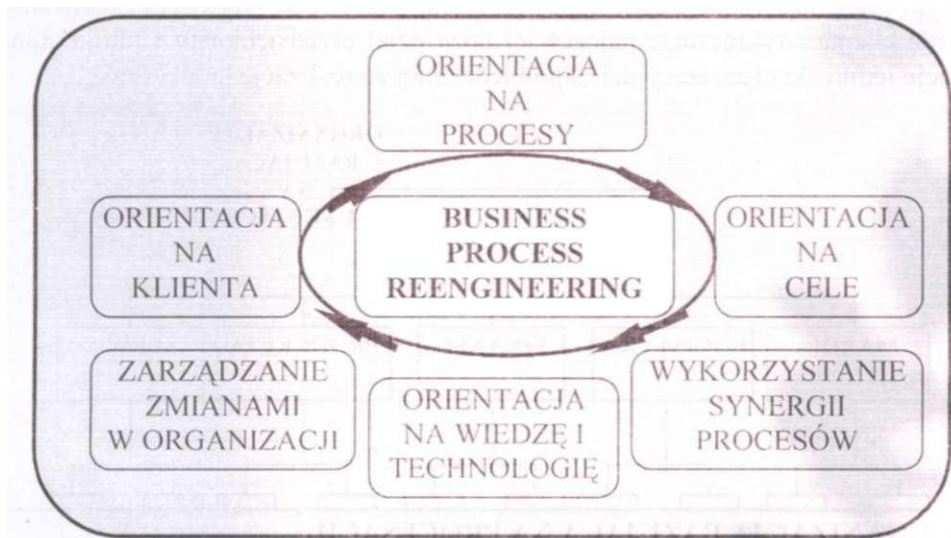 ORIENTACJA
NA
PROCESY
ORIENTACJA
NA
KLIENTA
BUSINESS
PROCESS
REENGINEERING
ORIENTACJA
NA
CELE
ZARZĄDZANIE
ZMIANAMI
W ORGANIZACJI
ORIENTACJA
NA WIEDZĘ I
TECHNOLOGIĘ
WYKORZYSTANIE
SYNERGII
PROCESÓW